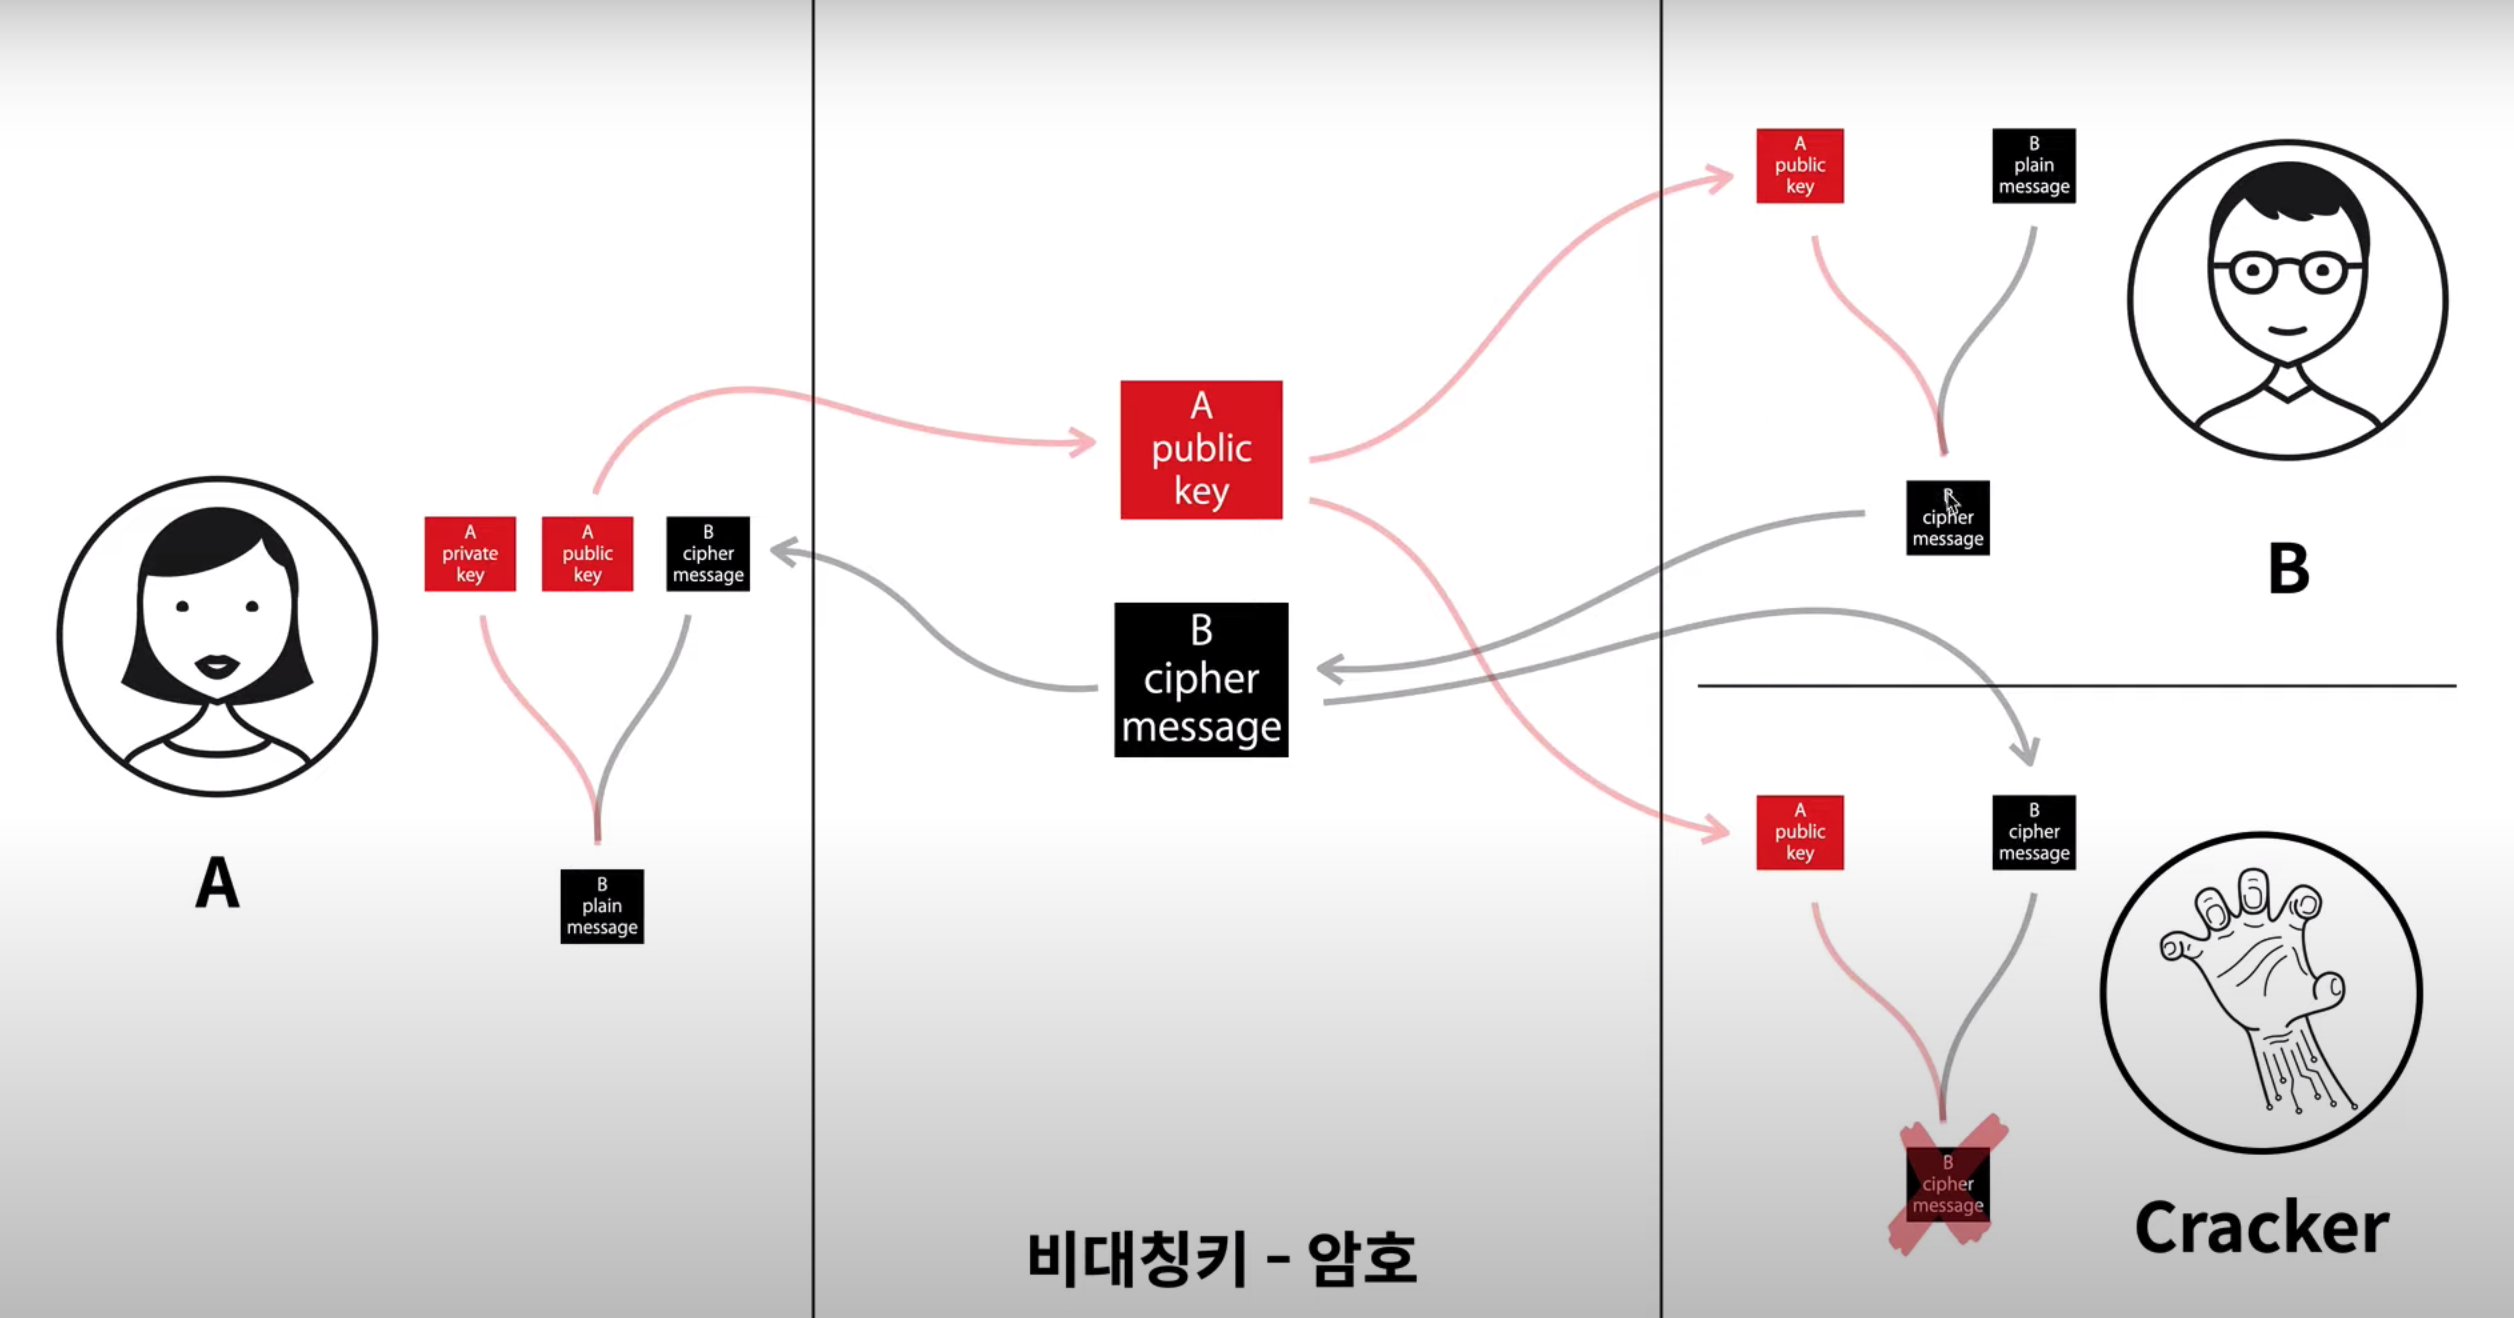 A
private
key
A
public
key
B
cipher
message
B
plain
message
A
A
public
key
B
cipher
message
비대칭키 - 암호
A
public
key
B
plain
message
B
cipher
message
B
A
public
key
B
cipher
message
B
cipher
message
Cracker